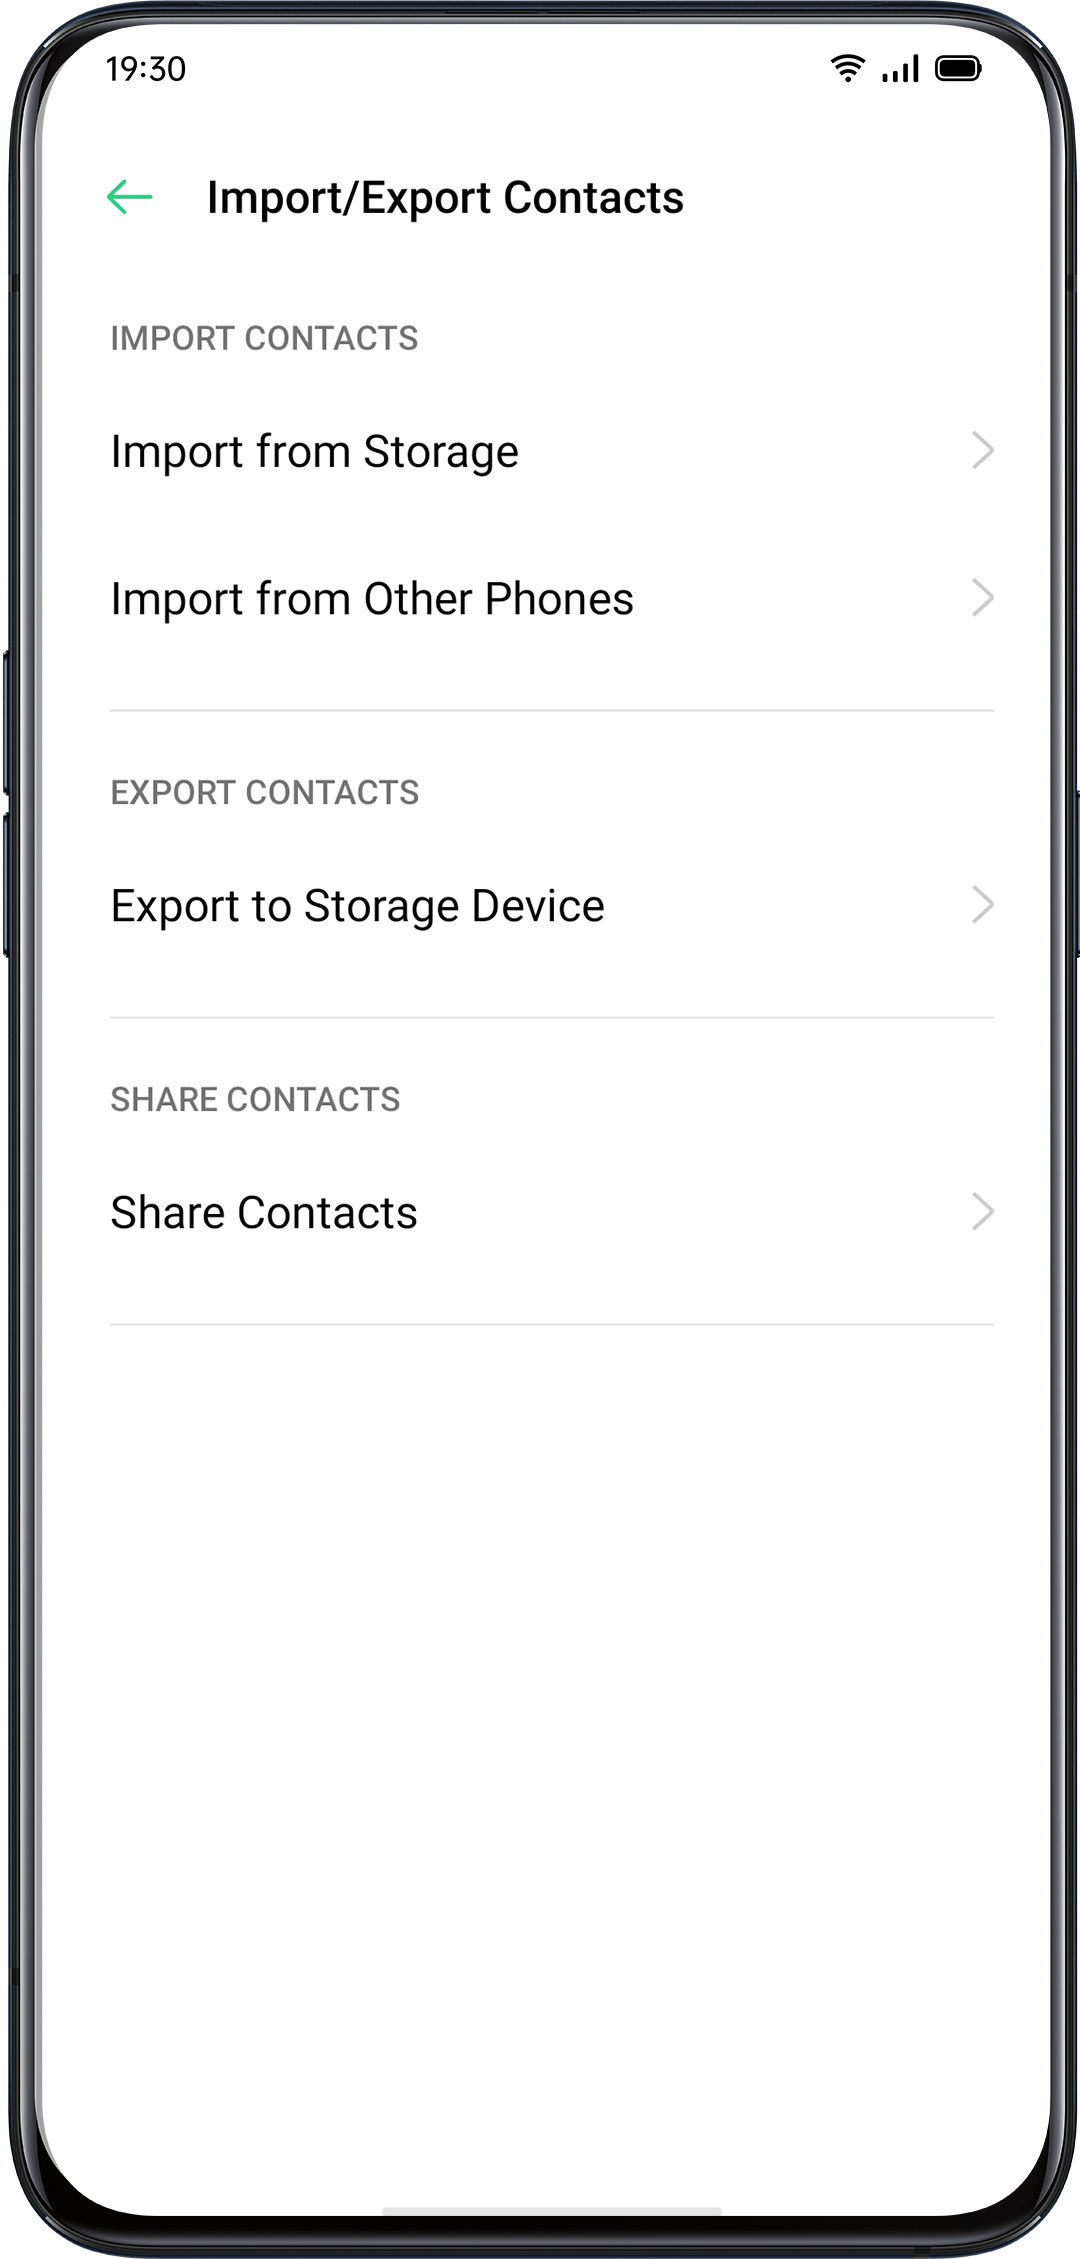 19:30
Import/Export Contacts
IMPORT CONTACTS
Import from Storage
Import from Other Phones
EXPORT CONTACTS
Export to Storage Device
SHARE CONTACTS
Share Contacts